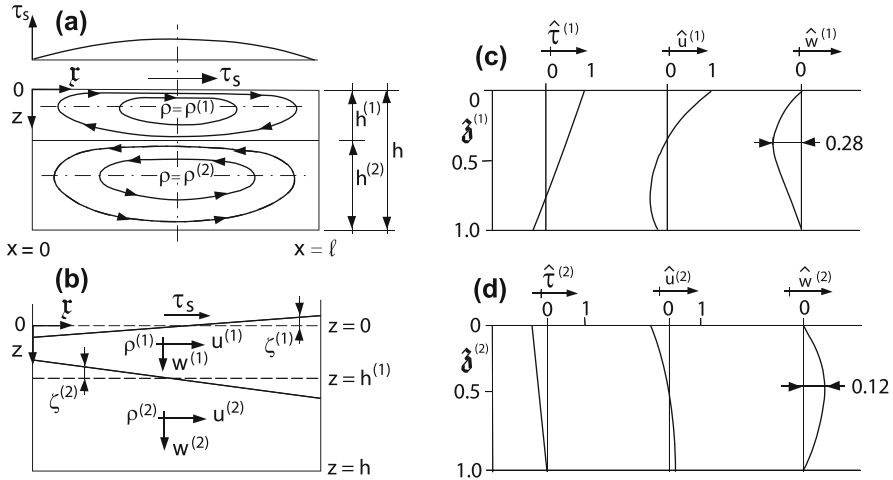 τs
(a)
0
𝔵
τs
z
ρ=ρ(1)
h(1)
h
ρ=ρ(2)
h(2)
x = 0
x = ℓ
(b)
τs
0
𝔵
z = 0
z
ρ(1)
u(1)
ζ(1)
w(1)
z = h(1)
ζ(2)
ρ(2)
u(2)
w(2)
z = h
(c)
τ̂(1)
û(1)
ŵ(1)
0 1
0 1
0
0
𝔷(1)
0.5
0.28
1.0
(d)
τ̂(2)
û(2)
ŵ(2)
0 1
0 1
0
0
𝔷(2)
0.5
0.12
1.0